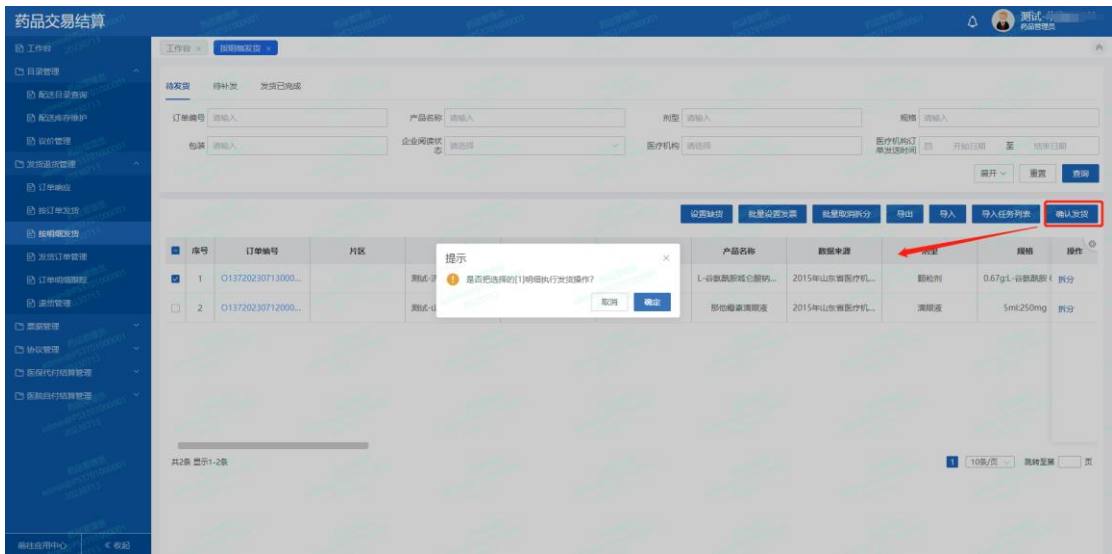 药品交易结算
测试-
药品管理员
工作台
目录管理
配送目录查询
配送库存维护
议价管理
发货退货管理
订单响应
按订单发货
按明细发货
发货订单管理
订单明细跟踪
退货管理
票据管理
协议管理
医保代付结算管理
医院自付结算管理
前往应用中心 « 收起
工作台 × 按明细发货 ×
待发货 待补发 发货已完成
订单编号 请输入 产品名称 请输入 剂型 请输入 规格 请输入
包装 请输入 企业阅读状态 请选择 医疗机构 请选择 医疗机构订单发送时间 开始日期 至 结束日期
展开 重置 查询
设置缺货 批量设置发票 批量取消拆分 导出 导入 导入任务列表 确认发货
序号 订单编号 片区 产品名称 数据来源 剂型 规格 操作
1 O13720230713000... 测试- L-谷氨酰胺呱仑酸钠... 2015年山东省医疗机... 颗粒剂 0.67g:L-谷氨酰胺 ( 拆分
2 O13720230712000... 测试- 那他霉素滴眼液 2015年山东省医疗机... 滴眼液 5ml:250mg 拆分
提示 ×
是否把选择的[1]明细执行发货操作?
取消 确定
共2条 显示1-2条
1 10条/页 跳转至第 页